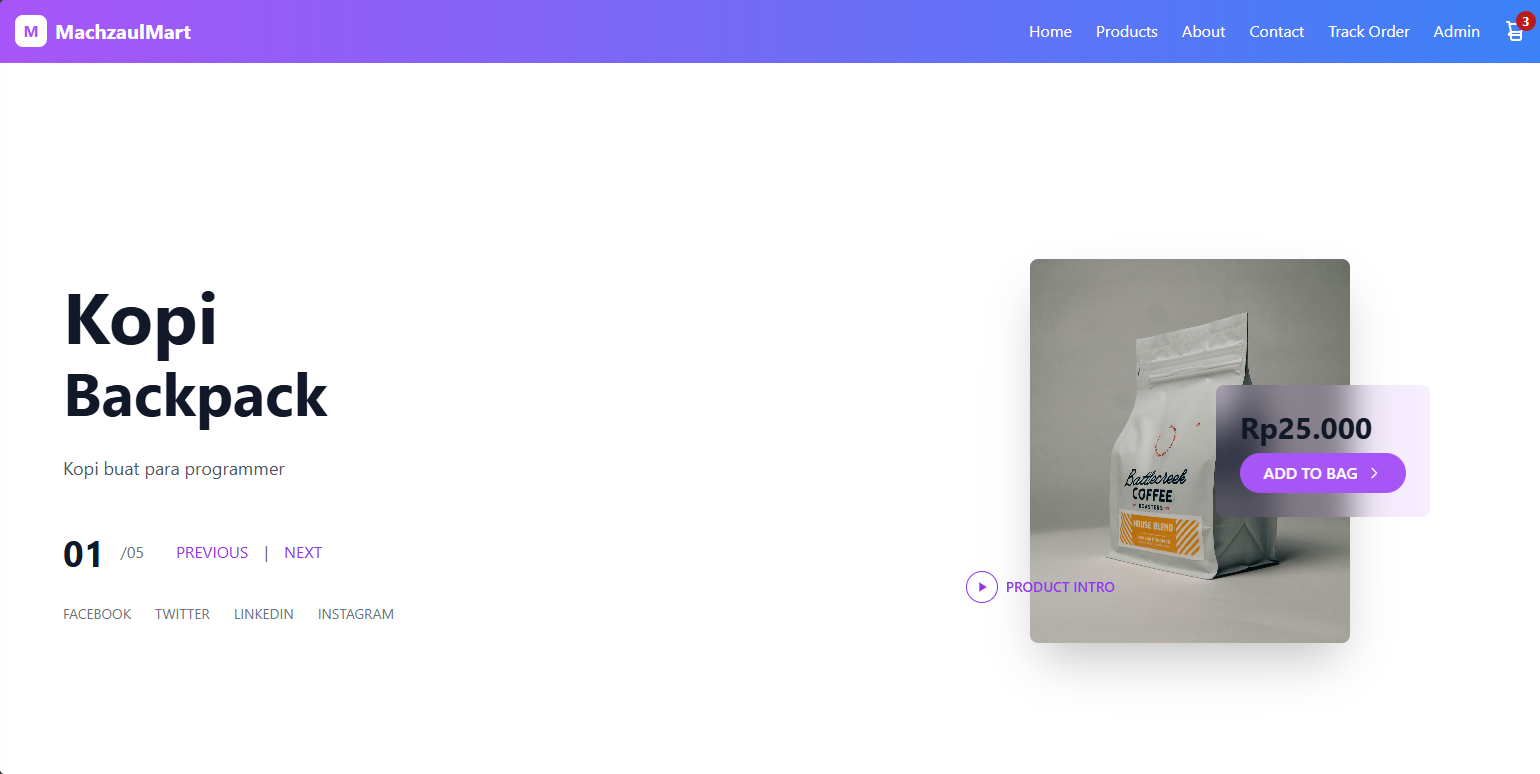 M MachzaulMart Home Products About Contact Track Order Admin 3
Kopi
Backpack
Kopi buat para programmer
01 /05 PREVIOUS | NEXT
FACEBOOK TWITTER LINKEDIN INSTAGRAM
Battlecreek
COFFEE
ROASTERS
HOUSE BLEND
Rp25.000
ADD TO BAG
PRODUCT INTRO